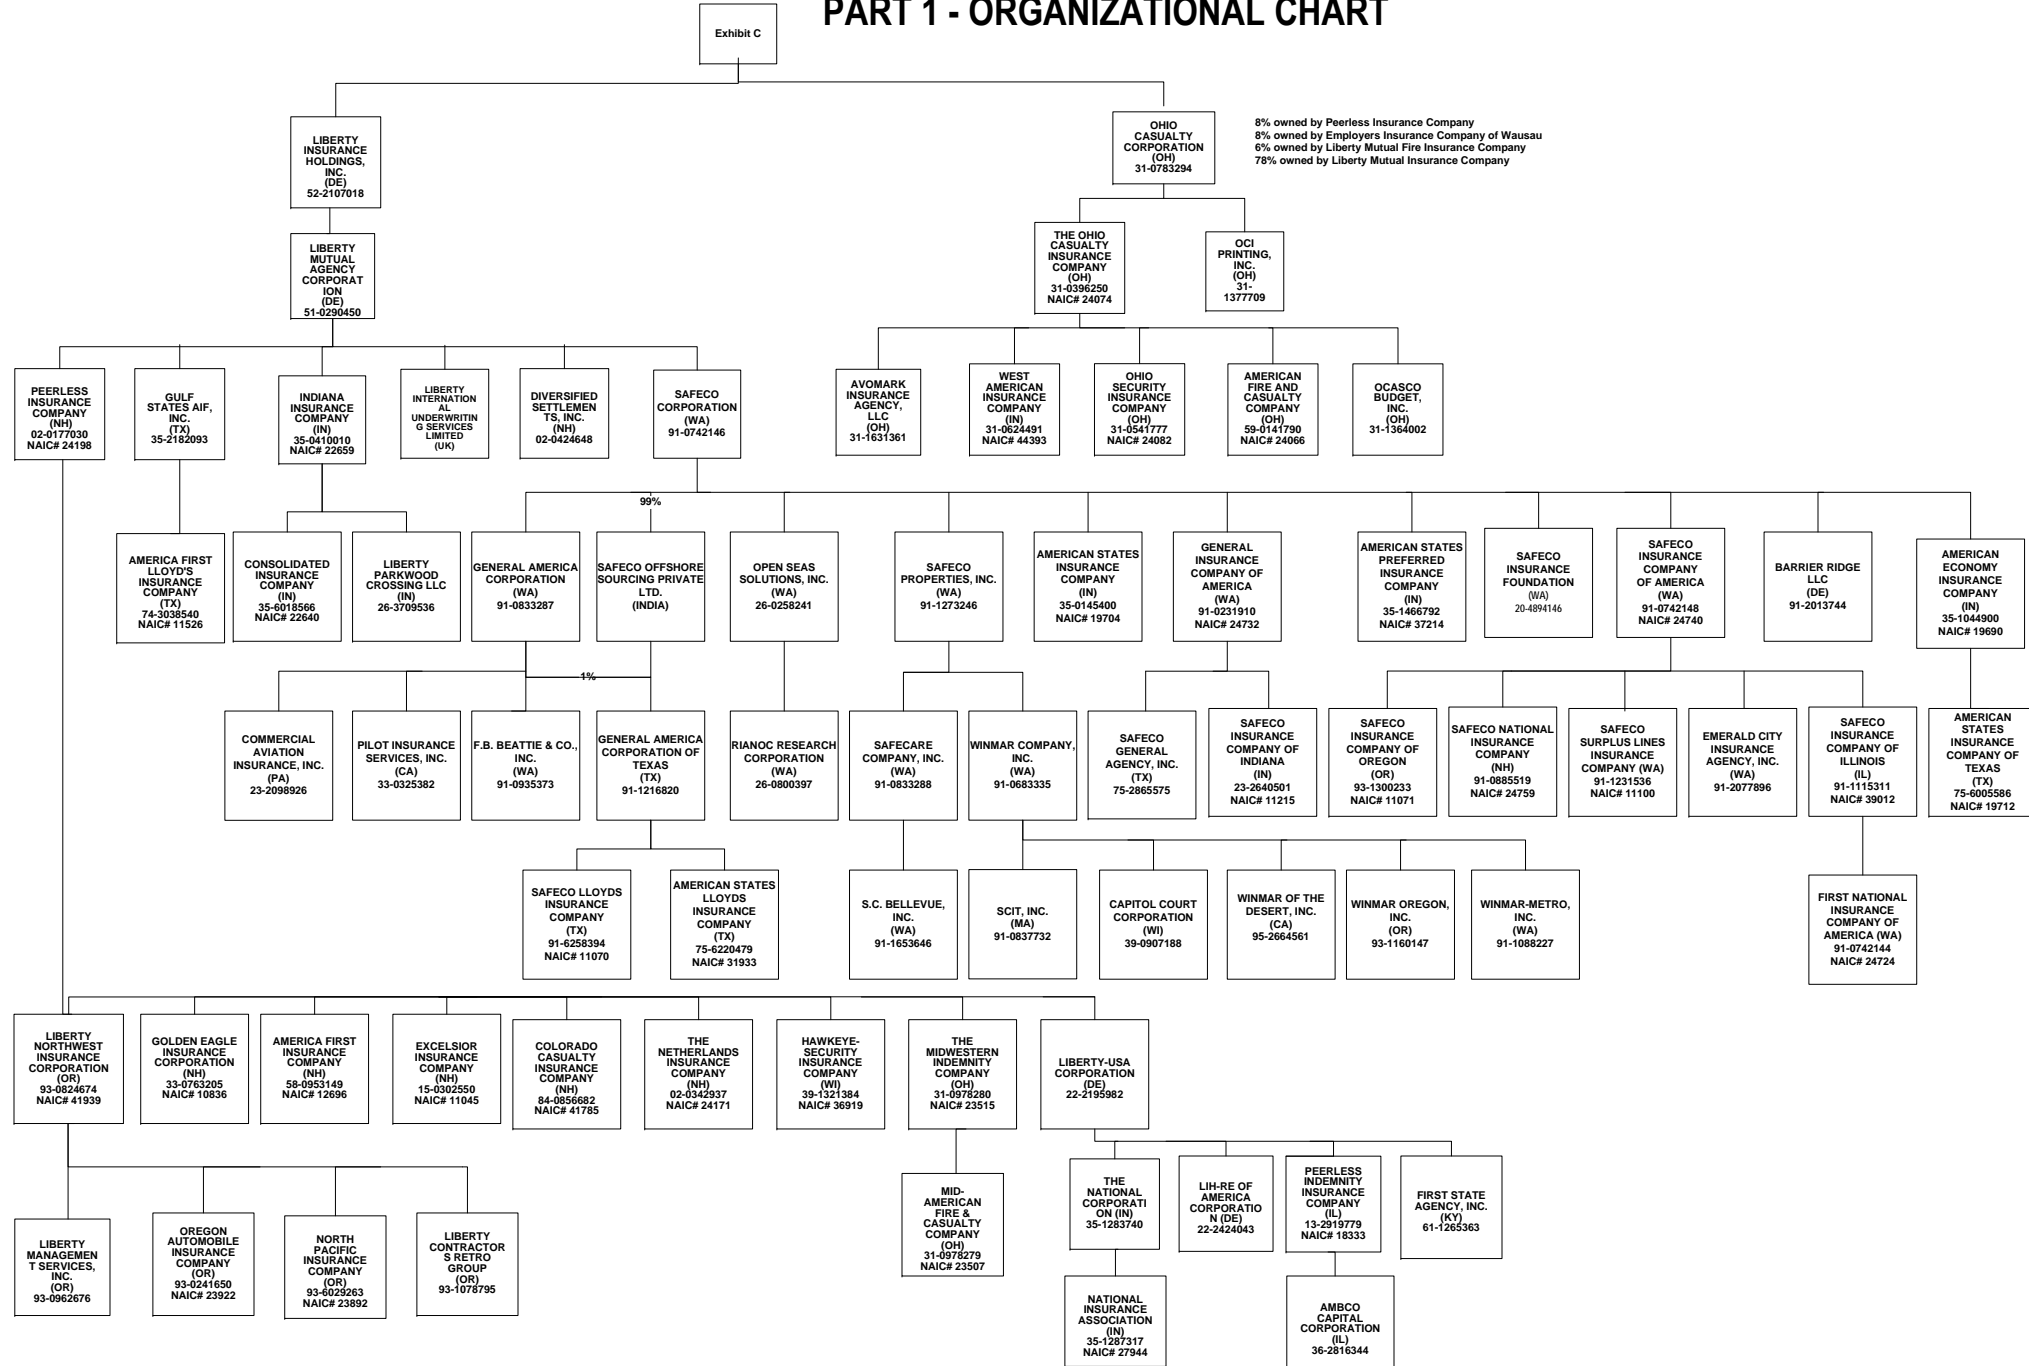 PART 1 - ORGANIZATIONAL CHART
Exhibit C
LIBERTY
INSURANCE
HOLDINGS,
INC.
(DE)
52-2107018
OHIO
CASUALTY
CORPORATION
(OH)
31-0783294
8% owned by Peerless Insurance Company
8% owned by Employers Insurance Company of Wausau
6% owned by Liberty Mutual Fire Insurance Company
78% owned by Liberty Mutual Insurance Company
LIBERTY
MUTUAL
AGENCY
CORPORAT
ION
(DE)
51-0290450
THE OHIO
CASUALTY
INSURANCE
COMPANY
(OH)
31-0396250
NAIC# 24074
OCI
PRINTING,
INC.
(OH)
31-
1377709
PEERLESS
INSURANCE
COMPANY
(NH)
02-0177030
NAIC# 24198
GULF
STATES AIF,
INC.
(TX)
35-2182093
INDIANA
INSURANCE
COMPANY
(IN)
35-0410010
NAIC# 22659
LIBERTY
INTERNATION
AL
UNDERWRITIN
G SERVICES
LIMITED
(UK)
DIVERSIFIED
SETTLEMEN
TS, INC.
(NH)
02-0424648
SAFECO
CORPORATION
(WA)
91-0742146
AVOMARK
INSURANCE
AGENCY,
LLC
(OH)
31-1631361
WEST
AMERICAN
INSURANCE
COMPANY
(IN)
31-0624491
NAIC# 44393
OHIO
SECURITY
INSURANCE
COMPANY
(OH)
31-0541777
NAIC# 24082
AMERICAN
FIRE AND
CASUALTY
COMPANY
(OH)
59-0141790
NAIC# 24066
OCASCO
BUDGET,
INC.
(OH)
31-1364002
99%
AMERICA FIRST
LLOYD'S
INSURANCE
COMPANY
(TX)
74-3038540
NAIC# 11526
CONSOLIDATED
INSURANCE
COMPANY
(IN)
35-6018566
NAIC# 22640
LIBERTY
PARKWOOD
CROSSING LLC
(IN)
26-3709536
GENERAL AMERICA
CORPORATION
(WA)
91-0833287
SAFECO OFFSHORE
SOURCING PRIVATE
LTD.
(INDIA)
OPEN SEAS
SOLUTIONS, INC.
(WA)
26-0258241
SAFECO
PROPERTIES, INC.
(WA)
91-1273246
AMERICAN STATES
INSURANCE
COMPANY
(IN)
35-0145400
NAIC# 19704
GENERAL
INSURANCE
COMPANY OF
AMERICA
(WA)
91-0231910
NAIC# 24732
AMERICAN STATES
PREFERRED
INSURANCE
COMPANY
(IN)
35-1466792
NAIC# 37214
SAFECO
INSURANCE
FOUNDATION
(WA)
20-4894146
SAFECO
INSURANCE
COMPANY
OF AMERICA
(WA)
91-0742148
NAIC# 24740
BARRIER RIDGE
LLC
(DE)
91-2013744
AMERICAN
ECONOMY
INSURANCE
COMPANY
(IN)
35-1044900
NAIC# 19690
1%
COMMERCIAL
AVIATION
INSURANCE, INC.
(PA)
23-2098926
PILOT INSURANCE
SERVICES, INC.
(CA)
33-0325382
F.B. BEATTIE & CO.,
INC.
(WA)
91-0935373
GENERAL AMERICA
CORPORATION OF
TEXAS
(TX)
91-1216820
RIANOC RESEARCH
CORPORATION
(WA)
26-0800397
SAFECARE
COMPANY, INC.
(WA)
91-0833288
WINMAR COMPANY,
INC.
(WA)
91-0683335
SAFECO
GENERAL
AGENCY, INC.
(TX)
75-2865575
SAFECO
INSURANCE
COMPANY OF
INDIANA
(IN)
23-2640501
NAIC# 11215
SAFECO
INSURANCE
COMPANY OF
OREGON
(OR)
93-1300233
NAIC# 11071
SAFECO NATIONAL
INSURANCE
COMPANY
(NH)
91-0885519
NAIC# 24759
SAFECO
SURPLUS LINES
INSURANCE
COMPANY (WA)
91-1231536
NAIC# 11100
EMERALD CITY
INSURANCE
AGENCY, INC.
(WA)
91-2077896
SAFECO
INSURANCE
COMPANY OF
ILLINOIS
(IL)
91-1115311
NAIC# 39012
AMERICAN
STATES
INSURANCE
COMPANY OF
TEXAS
(TX)
75-6005586
NAIC# 19712
SAFECO LLOYDS
INSURANCE
COMPANY
(TX)
91-6258394
NAIC# 11070
AMERICAN STATES
LLOYDS
INSURANCE
COMPANY
(TX)
75-6220479
NAIC# 31933
S.C. BELLEVUE,
INC.
(WA)
91-1653646
SCIT, INC.
(MA)
91-0837732
CAPITOL COURT
CORPORATION
(WI)
39-0907188
WINMAR OF THE
DESERT, INC.
(CA)
95-2664561
WINMAR OREGON,
INC.
(OR)
93-1160147
WINMAR-METRO,
INC.
(WA)
91-1088227
FIRST NATIONAL
INSURANCE
COMPANY OF
AMERICA (WA)
91-0742144
NAIC# 24724
LIBERTY
NORTHWEST
INSURANCE
CORPORATION
(OR)
93-0824674
NAIC# 41939
GOLDEN EAGLE
INSURANCE
CORPORATION
(NH)
33-0763205
NAIC# 10836
AMERICA FIRST
INSURANCE
COMPANY
(NH)
58-0953149
NAIC# 12696
EXCELSIOR
INSURANCE
COMPANY
(NH)
15-0302550
NAIC# 11045
COLORADO
CASUALTY
INSURANCE
COMPANY
(NH)
84-0856682
NAIC# 41785
THE
NETHERLANDS
INSURANCE
COMPANY
(NH)
02-0342937
NAIC# 24171
HAWKEYE-
SECURITY
INSURANCE
COMPANY
(WI)
39-1321384
NAIC# 36919
THE
MIDWESTERN
INDEMNITY
COMPANY
(OH)
31-0978280
NAIC# 23515
LIBERTY-USA
CORPORATION
(DE)
22-2195982
LIBERTY
MANAGEMEN
T SERVICES,
INC.
(OR)
93-0962676
OREGON
AUTOMOBILE
INSURANCE
COMPANY
(OR)
93-0241650
NAIC# 23922
NORTH
PACIFIC
INSURANCE
COMPANY
(OR)
93-6029263
NAIC# 23892
LIBERTY
CONTRACTOR
S RETRO
GROUP
(OR)
93-1078795
MID-
AMERICAN
FIRE &
CASUALTY
COMPANY
(OH)
31-0978279
NAIC# 23507
THE
NATIONAL
CORPORATI
ON (IN)
35-1283740
LIH-RE OF
AMERICA
CORPORATIO
N (DE)
22-2424043
PEERLESS
INDEMNITY
INSURANCE
COMPANY
(IL)
13-2919779
NAIC# 18333
FIRST STATE
AGENCY, INC.
(KY)
61-1265363
NATIONAL
INSURANCE
ASSOCIATION
(IN)
35-1287317
NAIC# 27944
AMBCO
CAPITAL
CORPORATION
(IL)
36-2816344